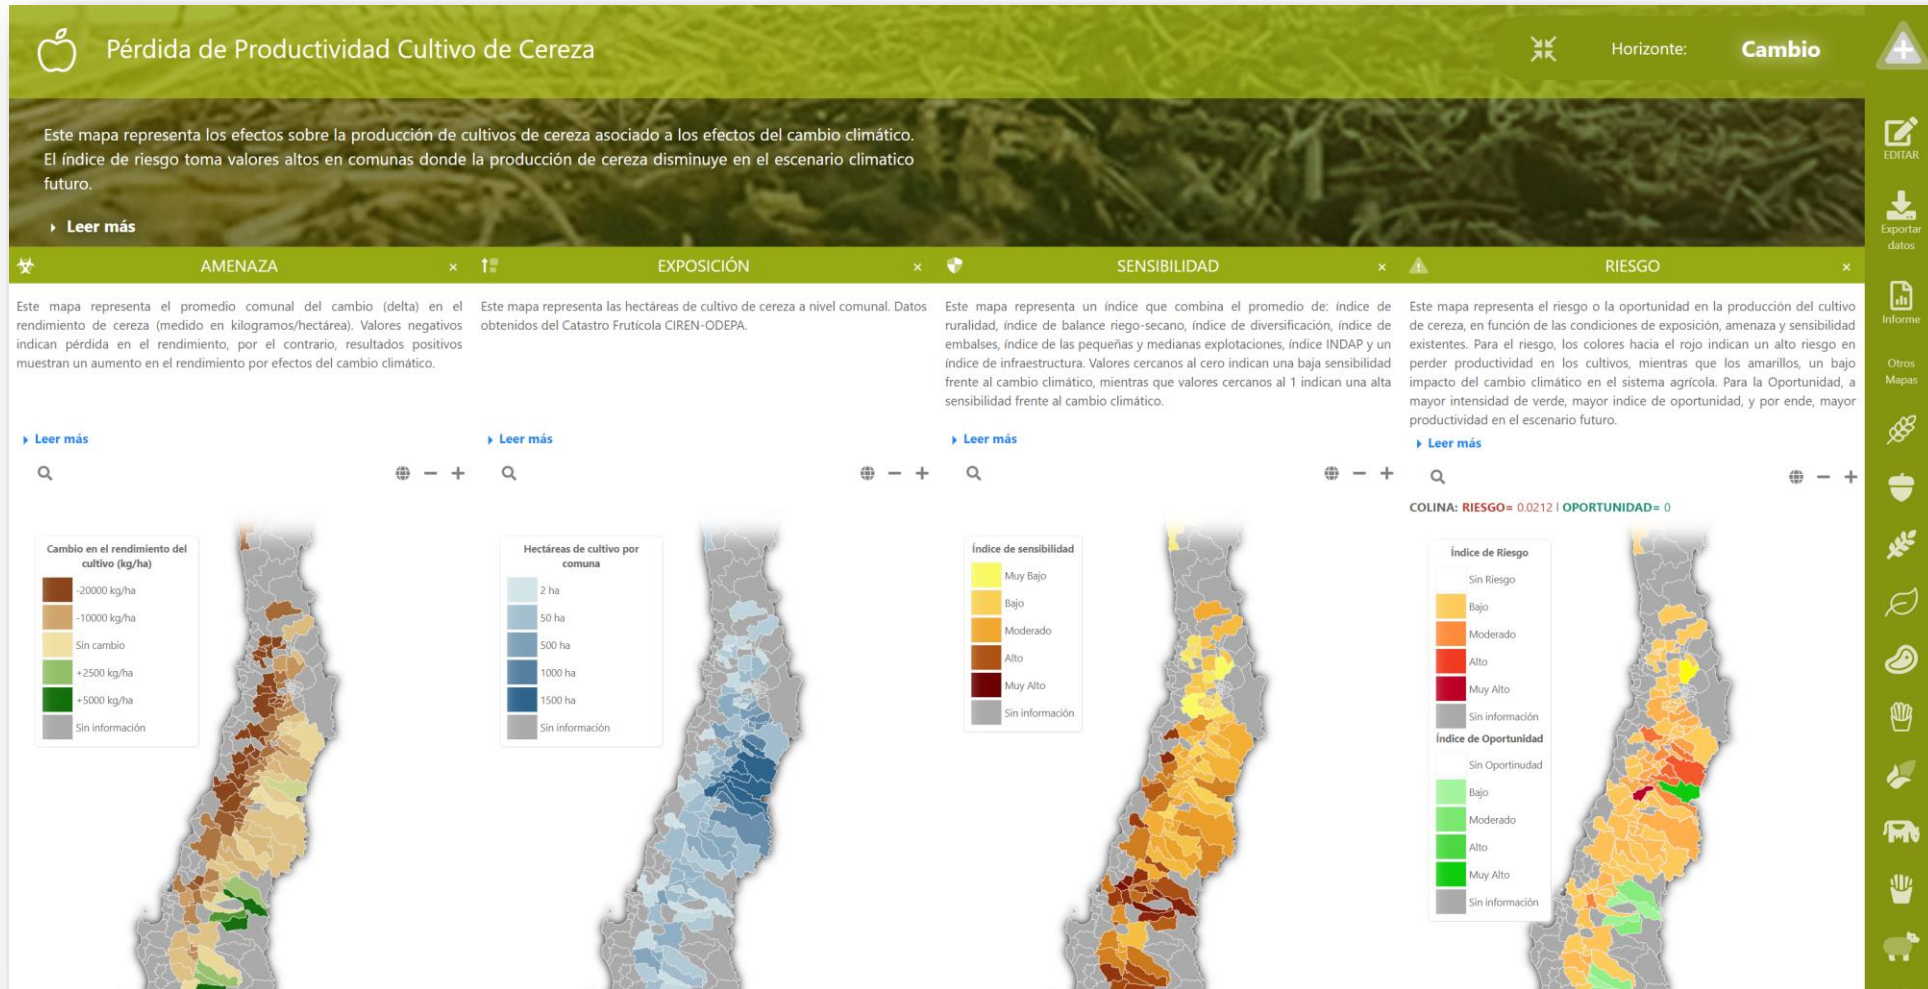 Pérdida de Productividad Cultivo de Cereza
Horizonte:
Cambio
Este mapa representa los efectos sobre la producción de cultivos de cereza asociado a los efectos del cambio climático.
El índice de riesgo toma valores altos en comunas donde la producción de cereza disminuye en el escenario climatico
futuro.
Leer más
EDITAR
Exportar
datos
Informe
Otros
Mapas
AMENAZA
Este mapa representa el promedio comunal del cambio (delta) en el
rendimiento de cereza (medido en kilogramos/hectárea). Valores negativos
indican pérdida en el rendimiento, por el contrario, resultados positivos
muestran un aumento en el rendimiento por efectos del cambio climático.
Leer más
Cambio en el rendimiento del
cultivo (kg/ha)
-20000 kg/ha
-10000 kg/ha
Sin cambio
+2500 kg/ha
+5000 kg/ha
Sin información
EXPOSICIÓN
Este mapa representa las hectáreas de cultivo de cereza a nivel comunal. Datos
obtenidos del Catastro Frutícola CIREN-ODEPA.
Leer más
Hectáreas de cultivo por
comuna
2 ha
50 ha
500 ha
1000 ha
1500 ha
Sin información
SENSIBILIDAD
Este mapa representa un índice que combina el promedio de: índice de
ruralidad, índice de balance riego-secano, índice de diversificación, índice de
embalses, índice de las pequeñas y medianas explotaciones, índice INDAP y un
índice de infraestructura. Valores cercanos al cero indican una baja sensibilidad
frente al cambio climático, mientras que valores cercanos al 1 indican una alta
sensibilidad frente al cambio climático.
Leer más
Índice de sensibilidad
Muy Bajo
Bajo
Moderado
Alto
Muy Alto
Sin información
RIESGO
Este mapa representa el riesgo o la oportunidad en la producción del cultivo
de cereza, en función de las condiciones de exposición, amenaza y sensibilidad
existentes. Para el riesgo, los colores hacia el rojo indican un alto riesgo en
perder productividad en los cultivos, mientras que los amarillos, un bajo
impacto del cambio climático en el sistema agrícola. Para la Oportunidad, a
mayor intensidad de verde, mayor indice de oportunidad, y por ende, mayor
productividad en el escenario futuro.
Leer más
COLINA: RIESGO= 0.0212 | OPORTUNIDAD= 0
Índice de Riesgo
Sin Riesgo
Bajo
Moderado
Alto
Muy Alto
Sin información
Índice de Oportunidad
Sin Oportinudad
Bajo
Moderado
Alto
Muy Alto
Sin información